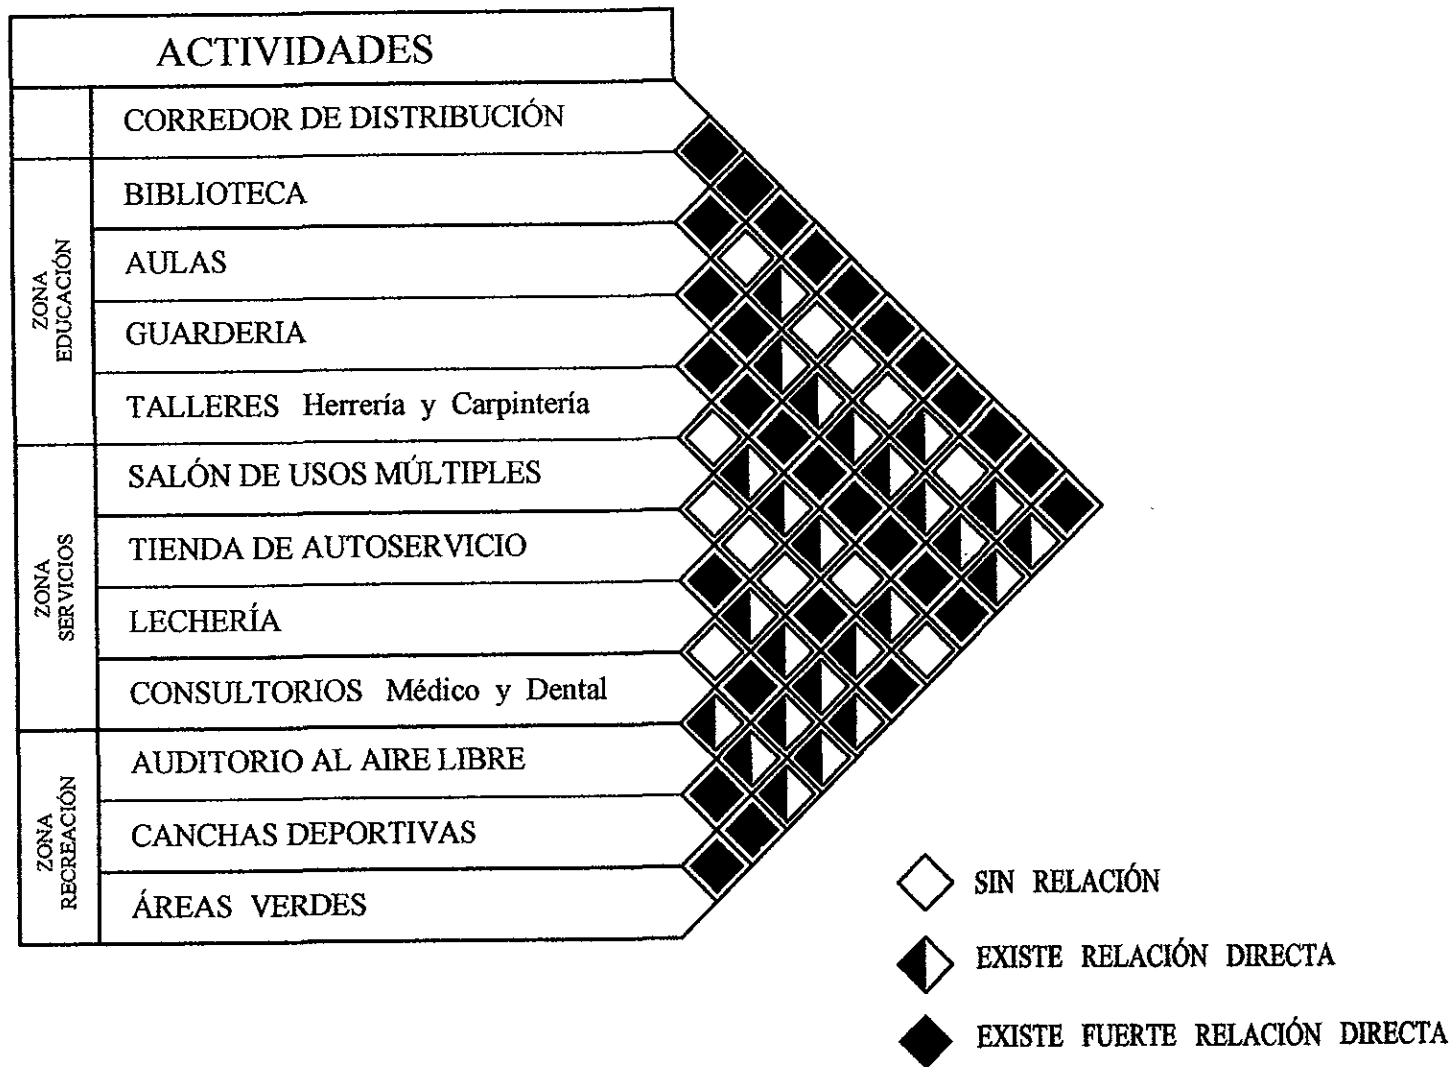 ACTIVIDADES
CORREDOR DE DISTRIBUCIÓN
ZONA
EDUCACIÓN
BIBLIOTECA
AULAS
GUARDERIA
TALLERES Herrería y Carpintería
ZONA
SERVICIOS
SALÓN DE USOS MÚLTIPLES
TIENDA DE AUTOSERVICIO
LECHERÍA
CONSULTORIOS Médico y Dental
ZONA
RECREACIÓN
AUDITORIO AL AIRE LIBRE
CANCHAS DEPORTIVAS
ÁREAS VERDES
SIN RELACIÓN
EXISTE RELACIÓN DIRECTA
EXISTE FUERTE RELACIÓN DIRECTA